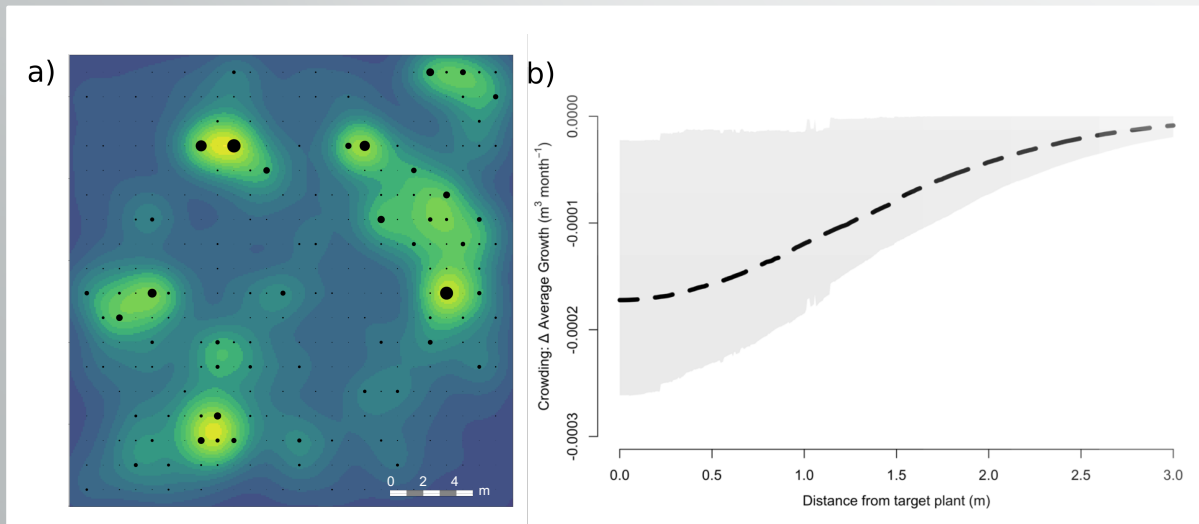 a)
0 2 4 m
b)
Crowding: Δ Average Growth (m³ month⁻¹)
0.0000
-0.0001
-0.0002
-0.0003
0.0 0.5 1.0 1.5 2.0 2.5 3.0
Distance from target plant (m)